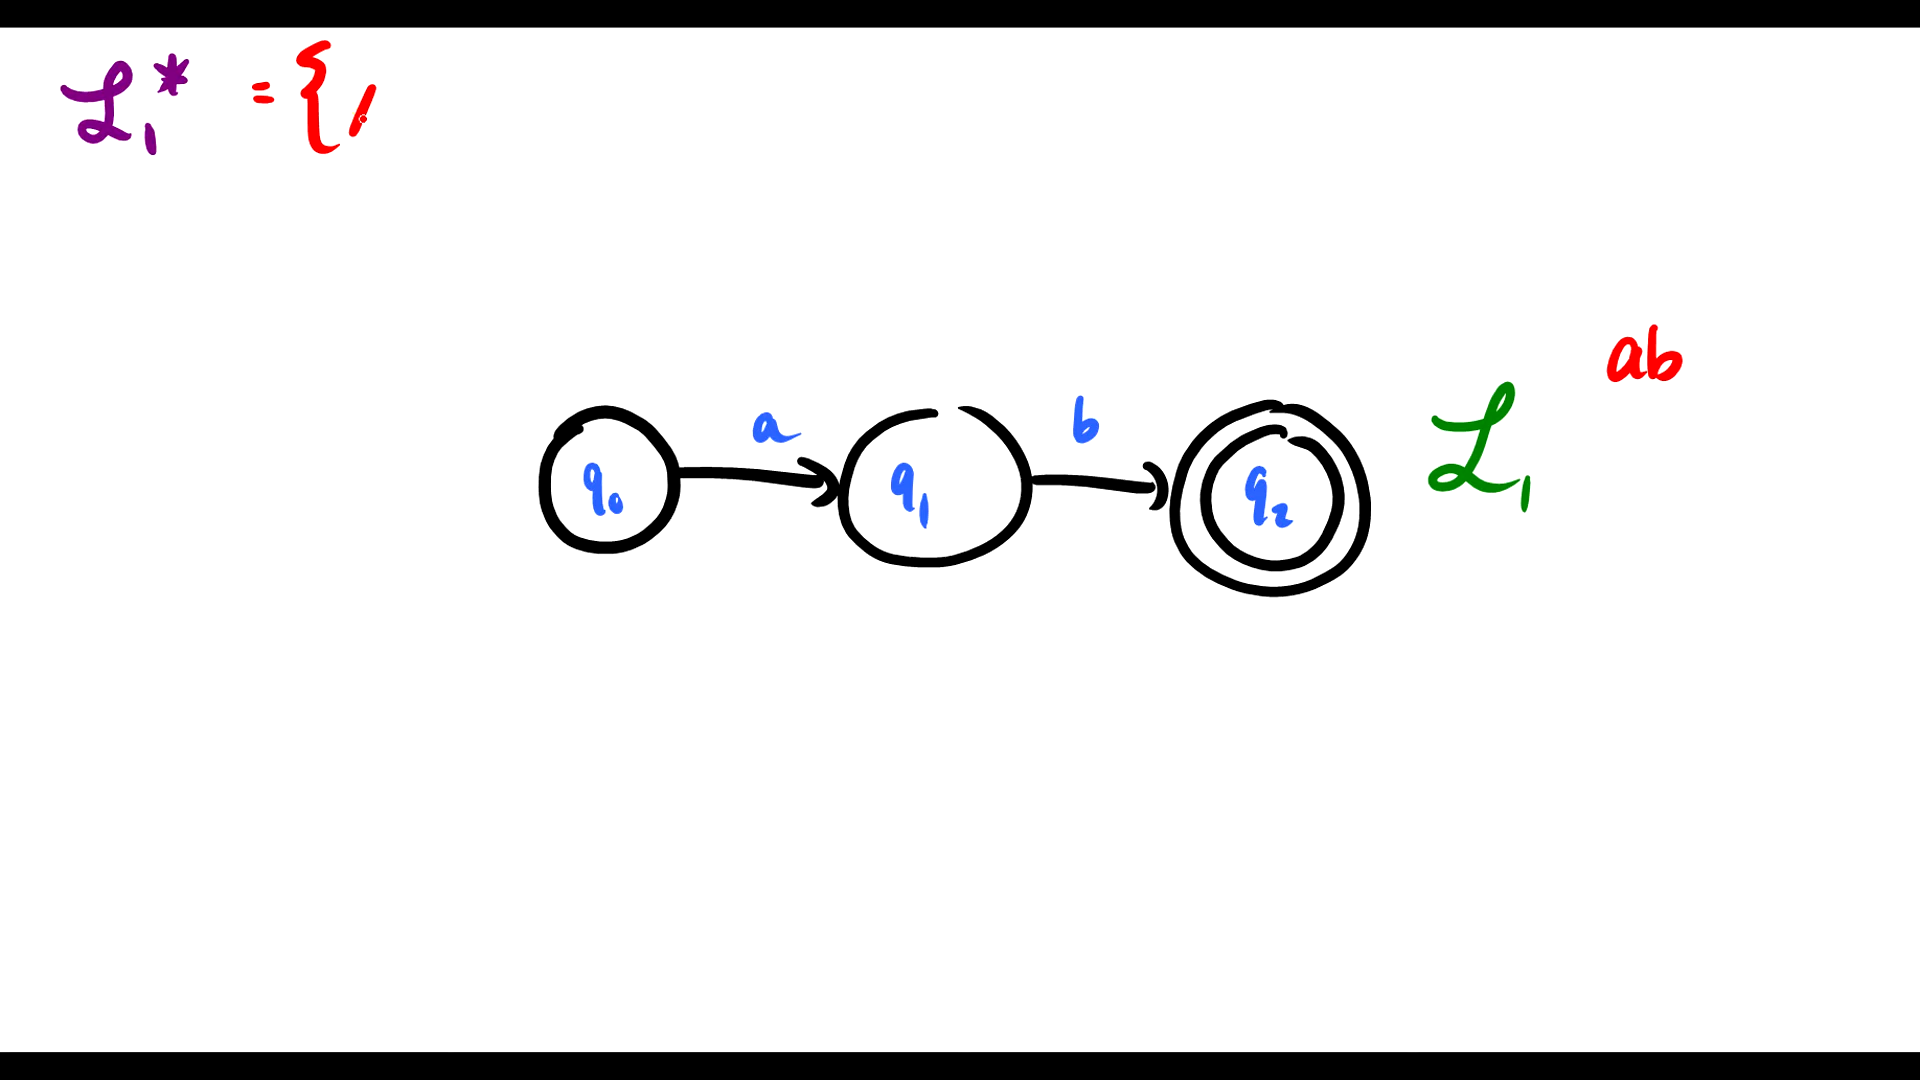 ℒ₁* = {
ab
a b
q₀ q₁ q₂ ℒ₁